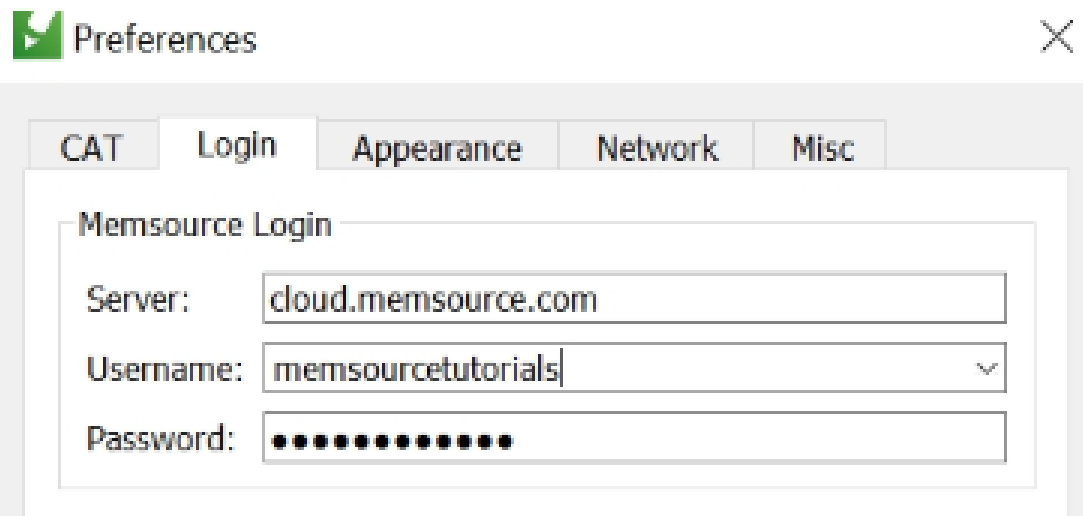 Preferences
CAT Login Appearance Network Misc
Memsource Login
Server: cloud.memsource.com
Username: memsourcetutorials
Password: ●●●●●●●●●●●●